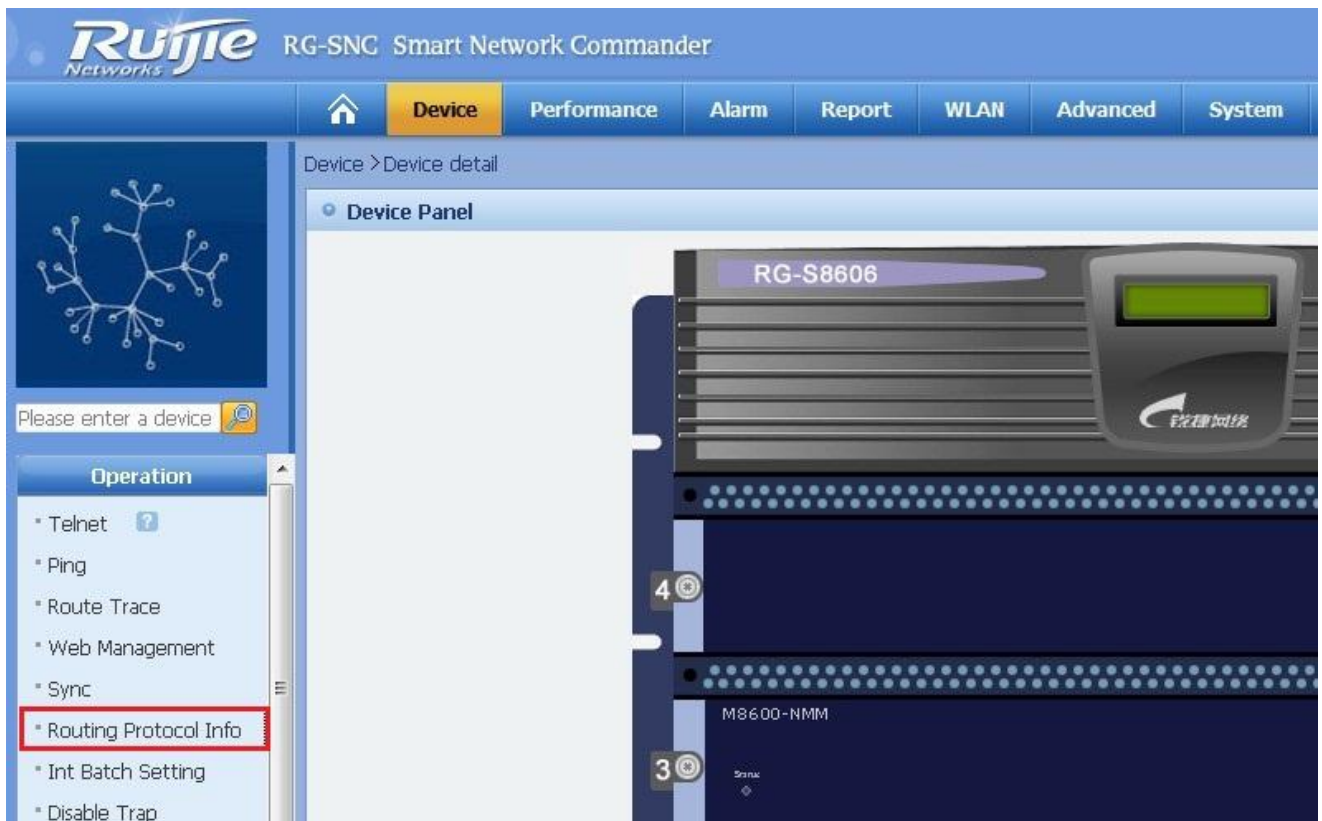 Ruijie
Networks
RG-SNC Smart Network Commander
Device
Performance
Alarm
Report
WLAN
Advanced
System
Device >Device detail
Device Panel
RG-S8606
锐捷网络
Please enter a device
Operation
Telnet ?
Ping
Route Trace
Web Management
Sync
Routing Protocol Info
Int Batch Setting
Disable Trap
4
M8600-NMM
3
Status